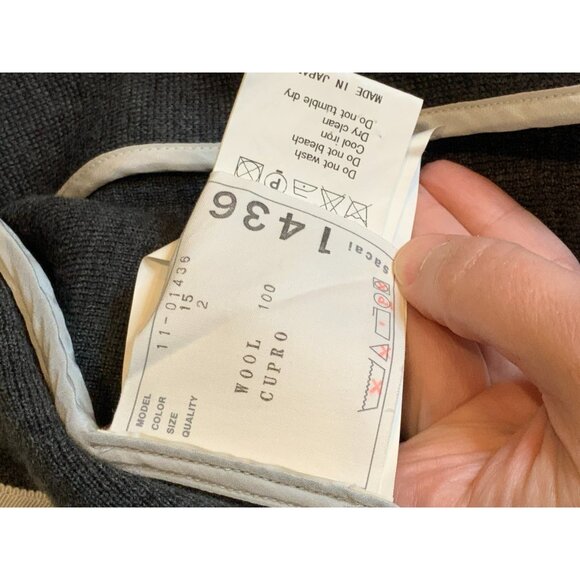 Do not wash
Do not bleach
Cool iron
Dry clean
Do not tumble dry
MADE IN JAPAN
sacai
1436
MODEL 11-01436
COLOR 15
SIZE 2
QUALITY
WOOL 100
CUPRO